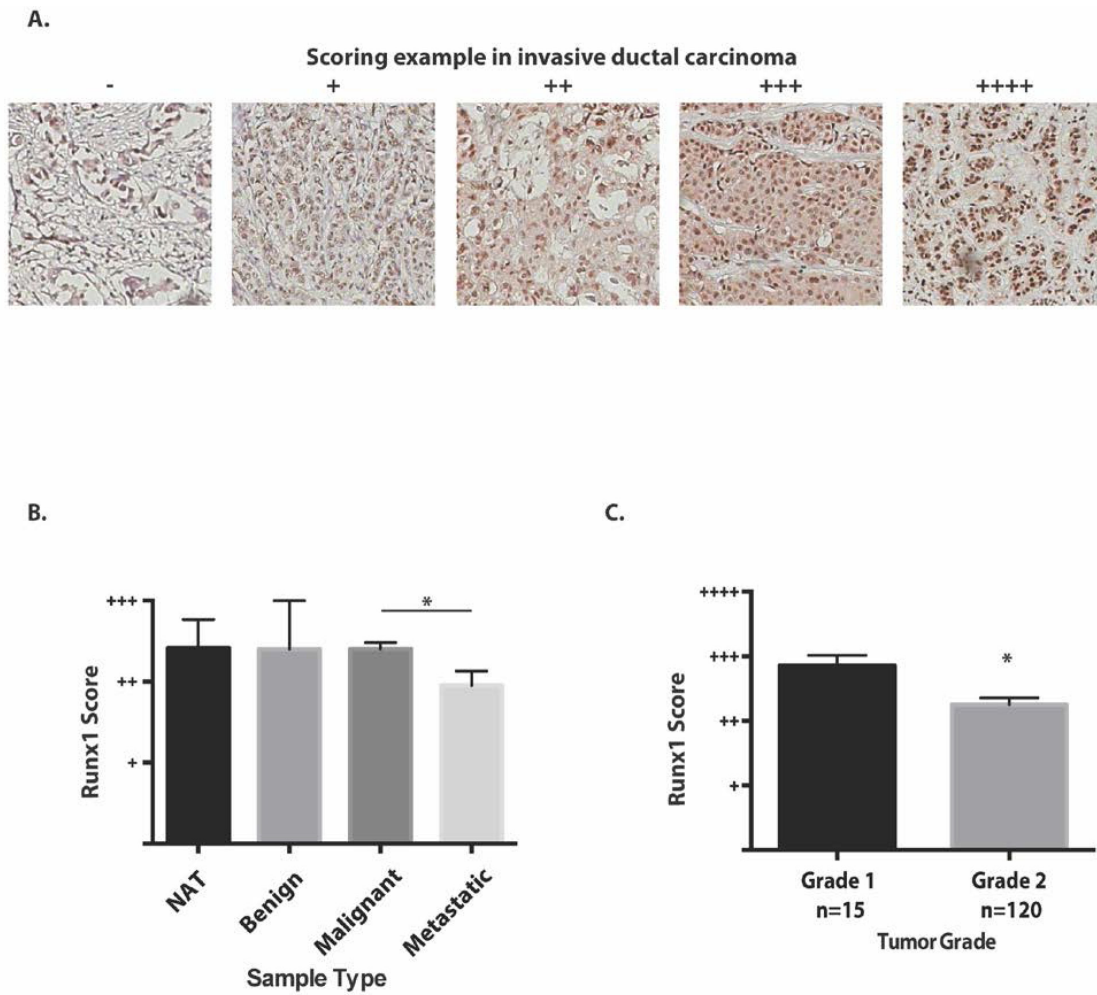 A.
Scoring example in invasive ductal carcinoma
- + ++ +++ ++++
B.
Runx1 Score
+++
++
+
*
NAT Benign Malignant Metastatic
Sample Type
C.
Runx1 Score
++++
+++
++
+
*
Grade 1 Grade 2
n=15 n=120
Tumor Grade